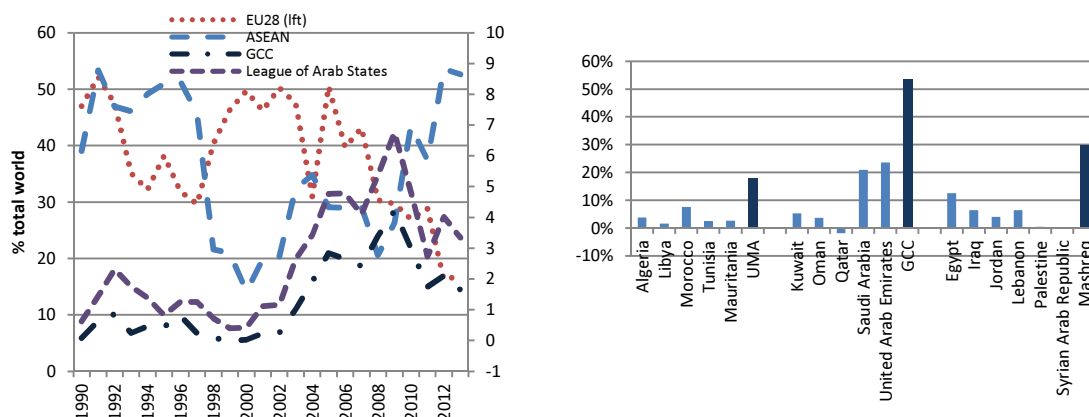 EU28 (lft)
ASEAN
GCC
League of Arab States
% total world
60
50
40
30
20
10
0
10
9
8
7
6
5
4
3
2
1
0
-1
1990
1992
1994
1996
1998
2000
2002
2004
2006
2008
2010
2012
60%
50%
40%
30%
20%
10%
0%
-10%
Algeria
Libya
Morocco
Tunisia
Mauritania
UMA
Kuwait
Oman
Qatar
Saudi Arabia
United Arab Emirates
GCC
Egypt
Iraq
Jordan
Lebanon
Palestine
Syrian Arab Republic
Mashreq